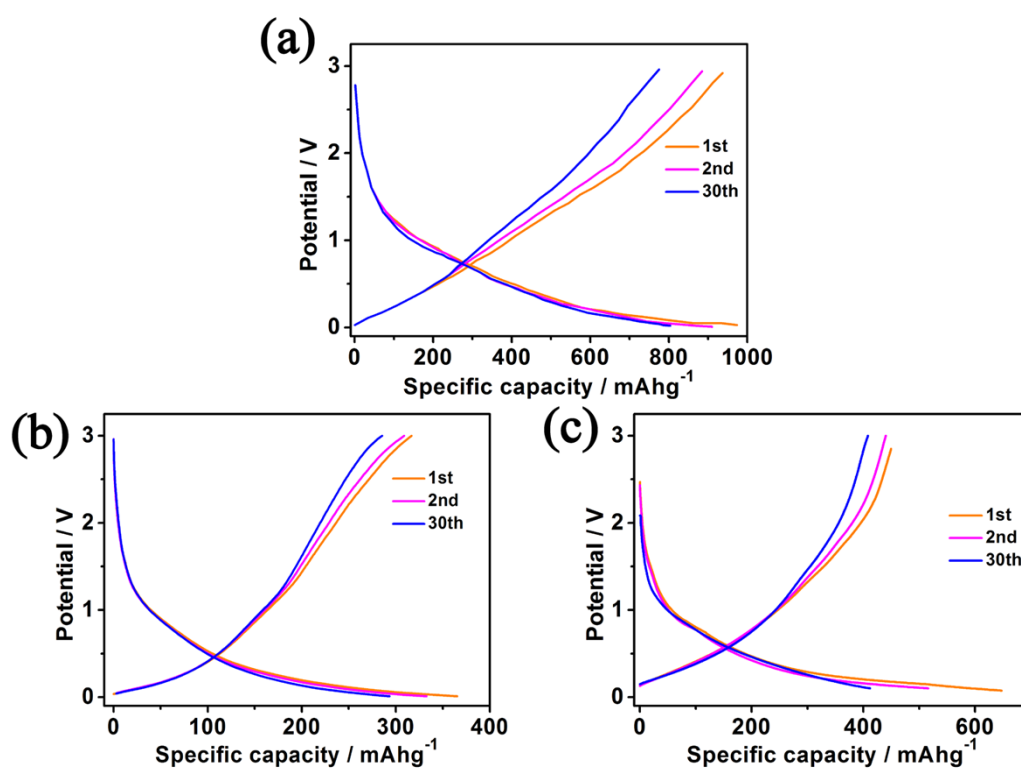 (a)
3
2
1
0
Potential / V
1st
2nd
30th
0 200 400 600 800 1000
Specific capacity / mAhg⁻¹
(b)
3
2
1
0
Potential / V
1st
2nd
30th
0 100 200 300 400
Specific capacity / mAhg⁻¹
(c)
3
2
1
0
Potential / V
1st
2nd
30th
0 200 400 600
Specific capacity / mAhg⁻¹